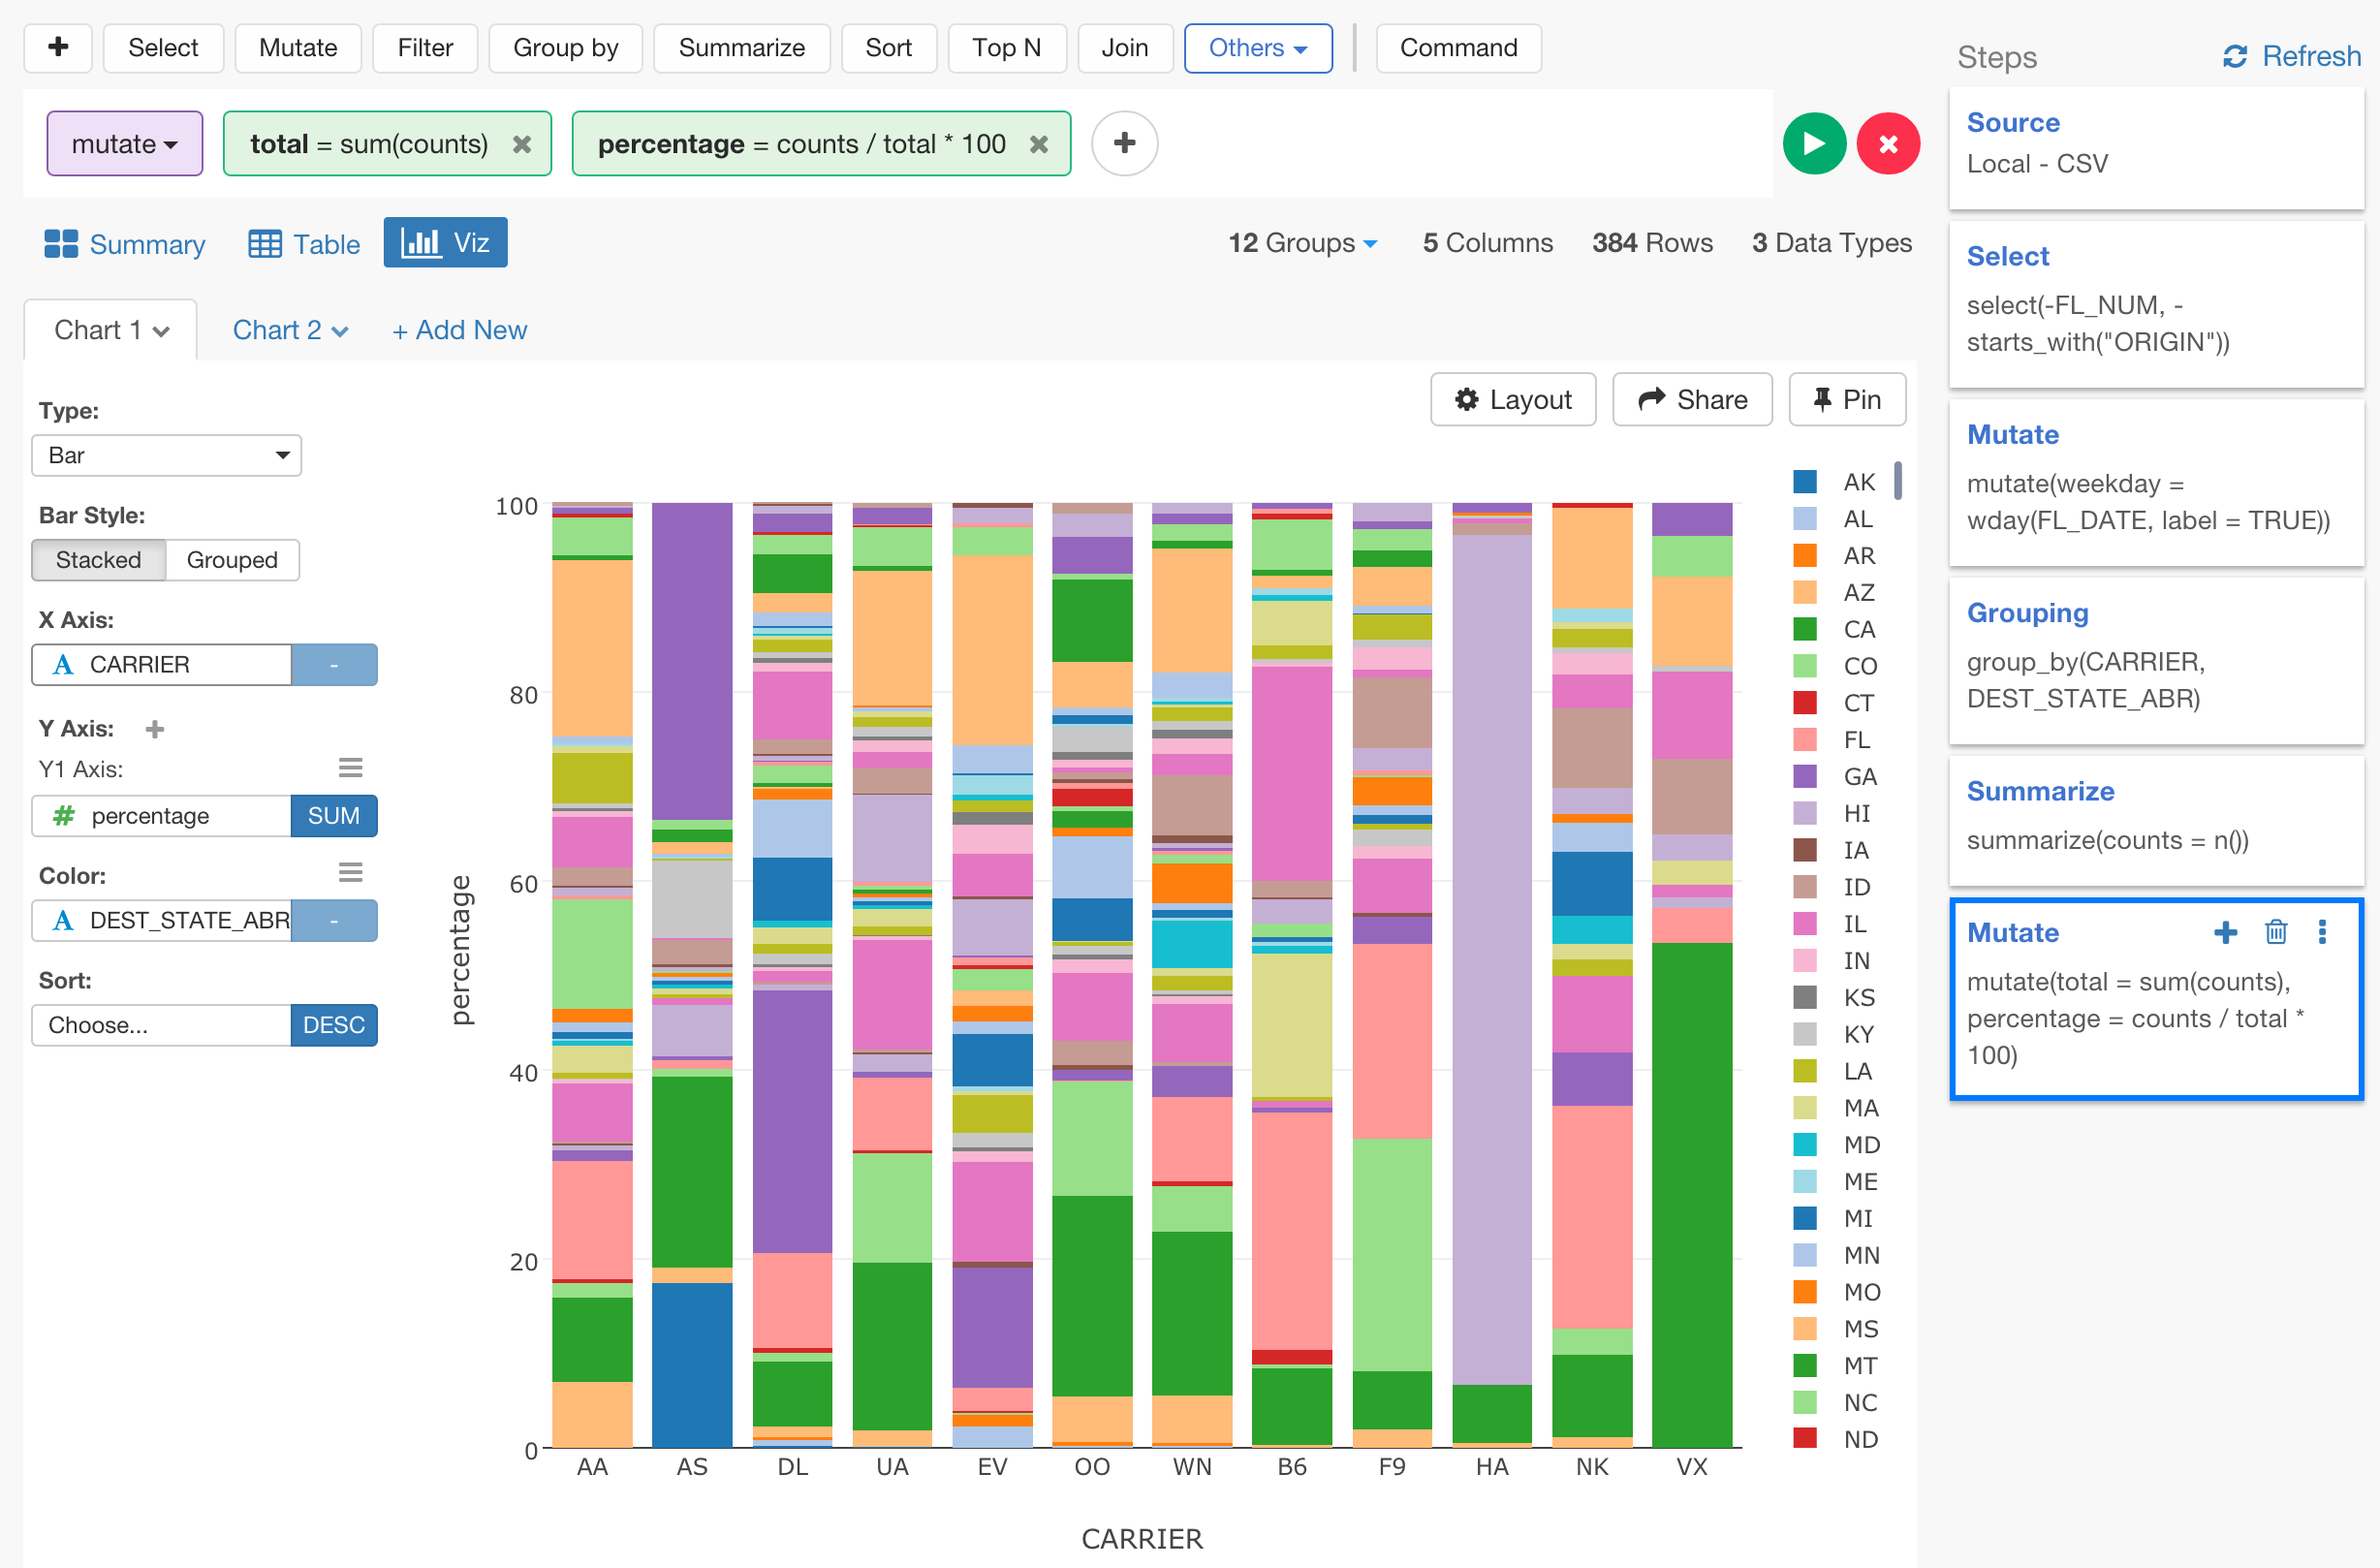 Select Mutate Filter Group by Summarize Sort Top N Join Others Command
Steps Refresh
mutate total = sum(counts) percentage = counts / total * 100
Summary Table Viz 12 Groups 5 Columns 384 Rows 3 Data Types
Chart 1 Chart 2 + Add New
Layout Share Pin
Type:
Bar
Bar Style:
Stacked Grouped
X Axis:
A CARRIER -
Y Axis:
Y1 Axis:
# percentage SUM
Color:
A DEST_STATE_ABR -
Sort:
Choose... DESC
percentage
100
80
60
40
20
0
AA AS DL UA EV OO WN B6 F9 HA NK VX
CARRIER
AK
AL
AR
AZ
CA
CO
CT
FL
GA
HI
IA
ID
IL
IN
KS
KY
LA
MA
MD
ME
MI
MN
MO
MS
MT
NC
ND
Source
Local - CSV
Select
select(-FL_NUM, -
starts_with("ORIGIN"))
Mutate
mutate(weekday =
wday(FL_DATE, label = TRUE))
Grouping
group_by(CARRIER,
DEST_STATE_ABR)
Summarize
summarize(counts = n())
Mutate
mutate(total = sum(counts),
percentage = counts / total *
100)